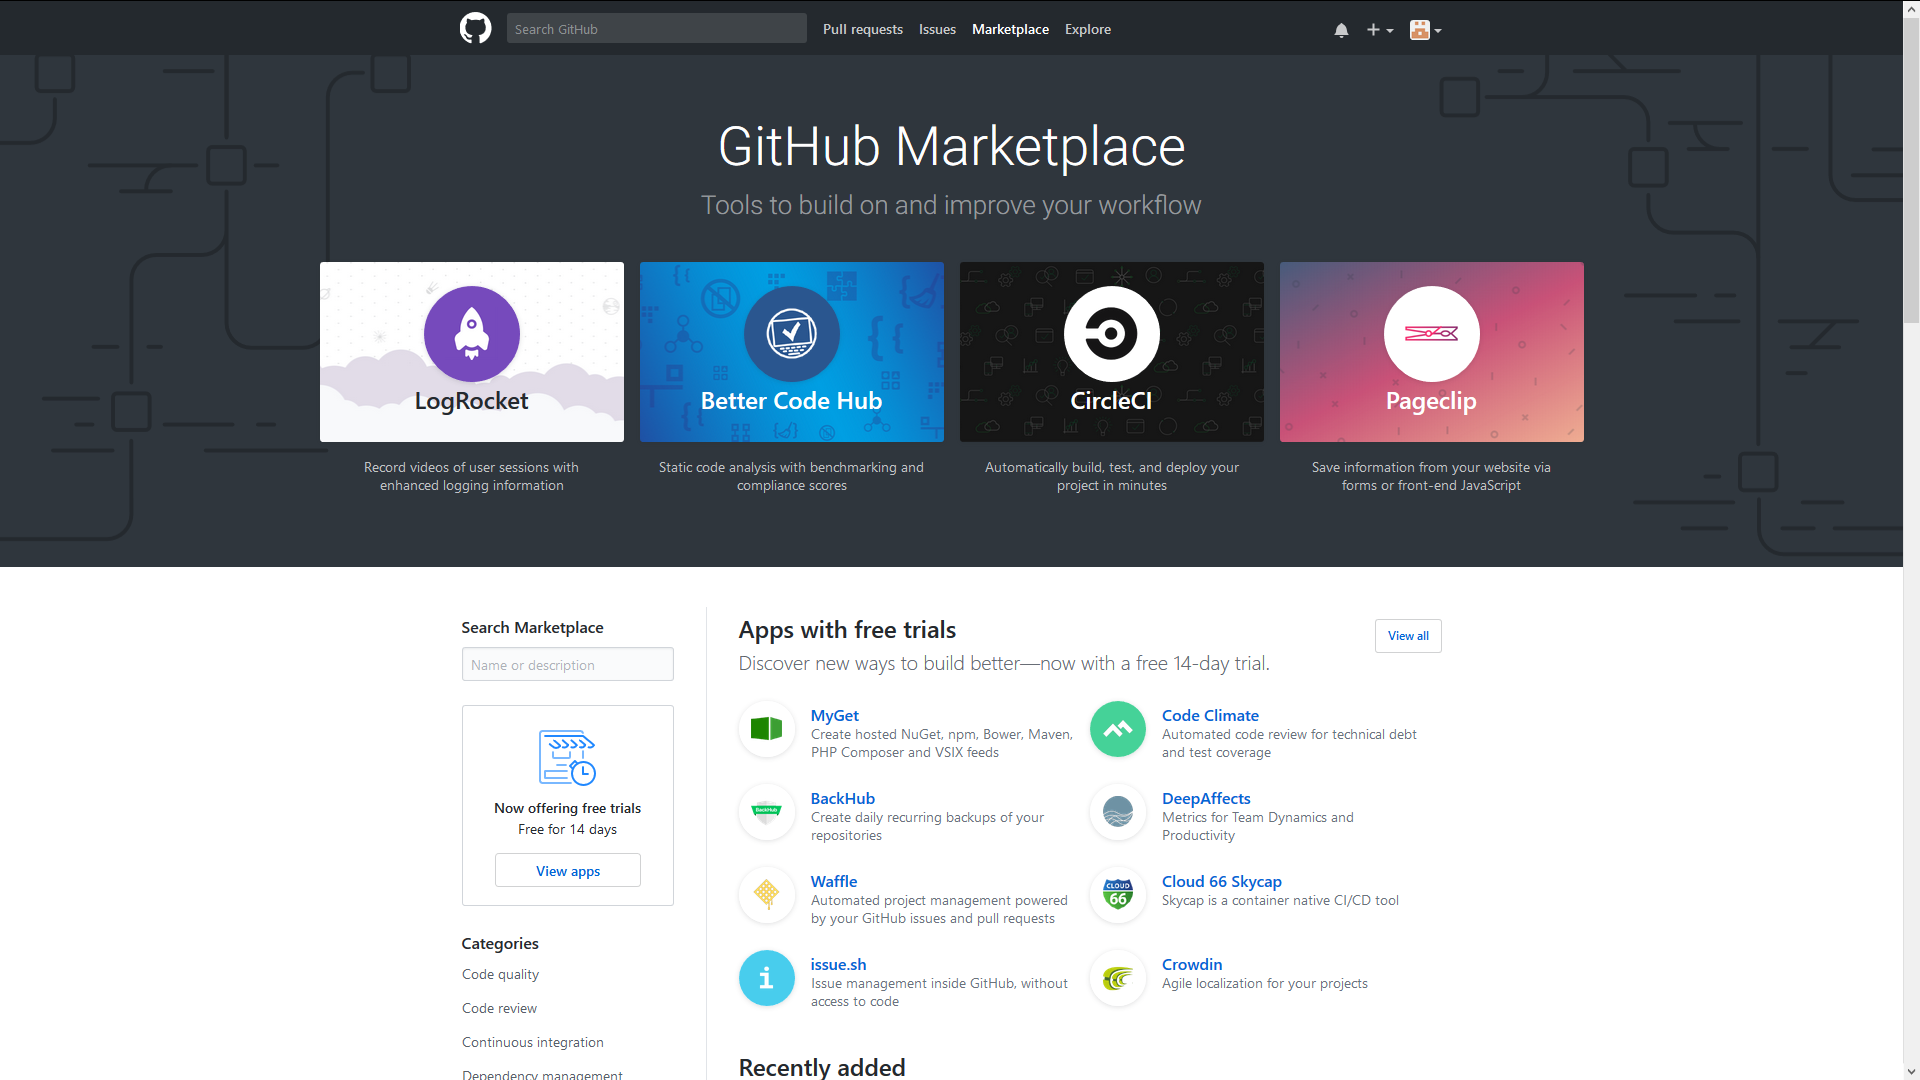 Search GitHub
Pull requests
Issues
Marketplace
Explore
GitHub Marketplace
Tools to build on and improve your workflow
LogRocket
Record videos of user sessions with
enhanced logging information
Better Code Hub
Static code analysis with benchmarking and
compliance scores
CircleCI
Automatically build, test, and deploy your
project in minutes
Pageclip
Save information from your website via
forms or front-end JavaScript
Search Marketplace
Name or description
Now offering free trials
Free for 14 days
View apps
Categories
Code quality
Code review
Continuous integration
Dependency management
Apps with free trials
View all
Discover new ways to build better—now with a free 14-day trial.
MyGet
Create hosted NuGet, npm, Bower, Maven,
PHP Composer and VSIX feeds
Code Climate
Automated code review for technical debt
and test coverage
BackHub
BackHub
Create daily recurring backups of your
repositories
DeepAffects
Metrics for Team Dynamics and
Productivity
Waffle
Automated project management powered
by your GitHub issues and pull requests
CLOUD
66
Cloud 66 Skycap
Skycap is a container native CI/CD tool
i
issue.sh
Issue management inside GitHub, without
access to code
Crowdin
Agile localization for your projects
Recently added